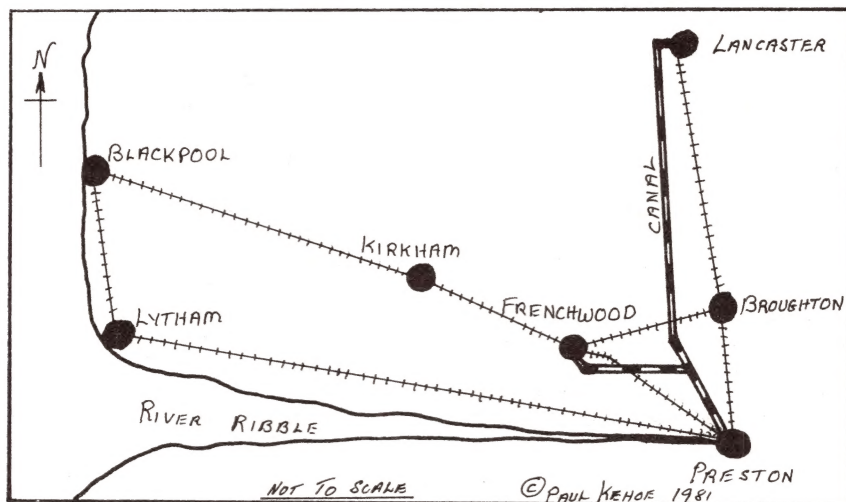 N
LANCASTER
BLACKPOOL
CANAL
KIRKHAM
FRENCHWOOD
BROUGHTON
LYTHAM
RIVER RIBBLE
PRESTON
NOT TO SCALE
© PAUL KEHOE 1981